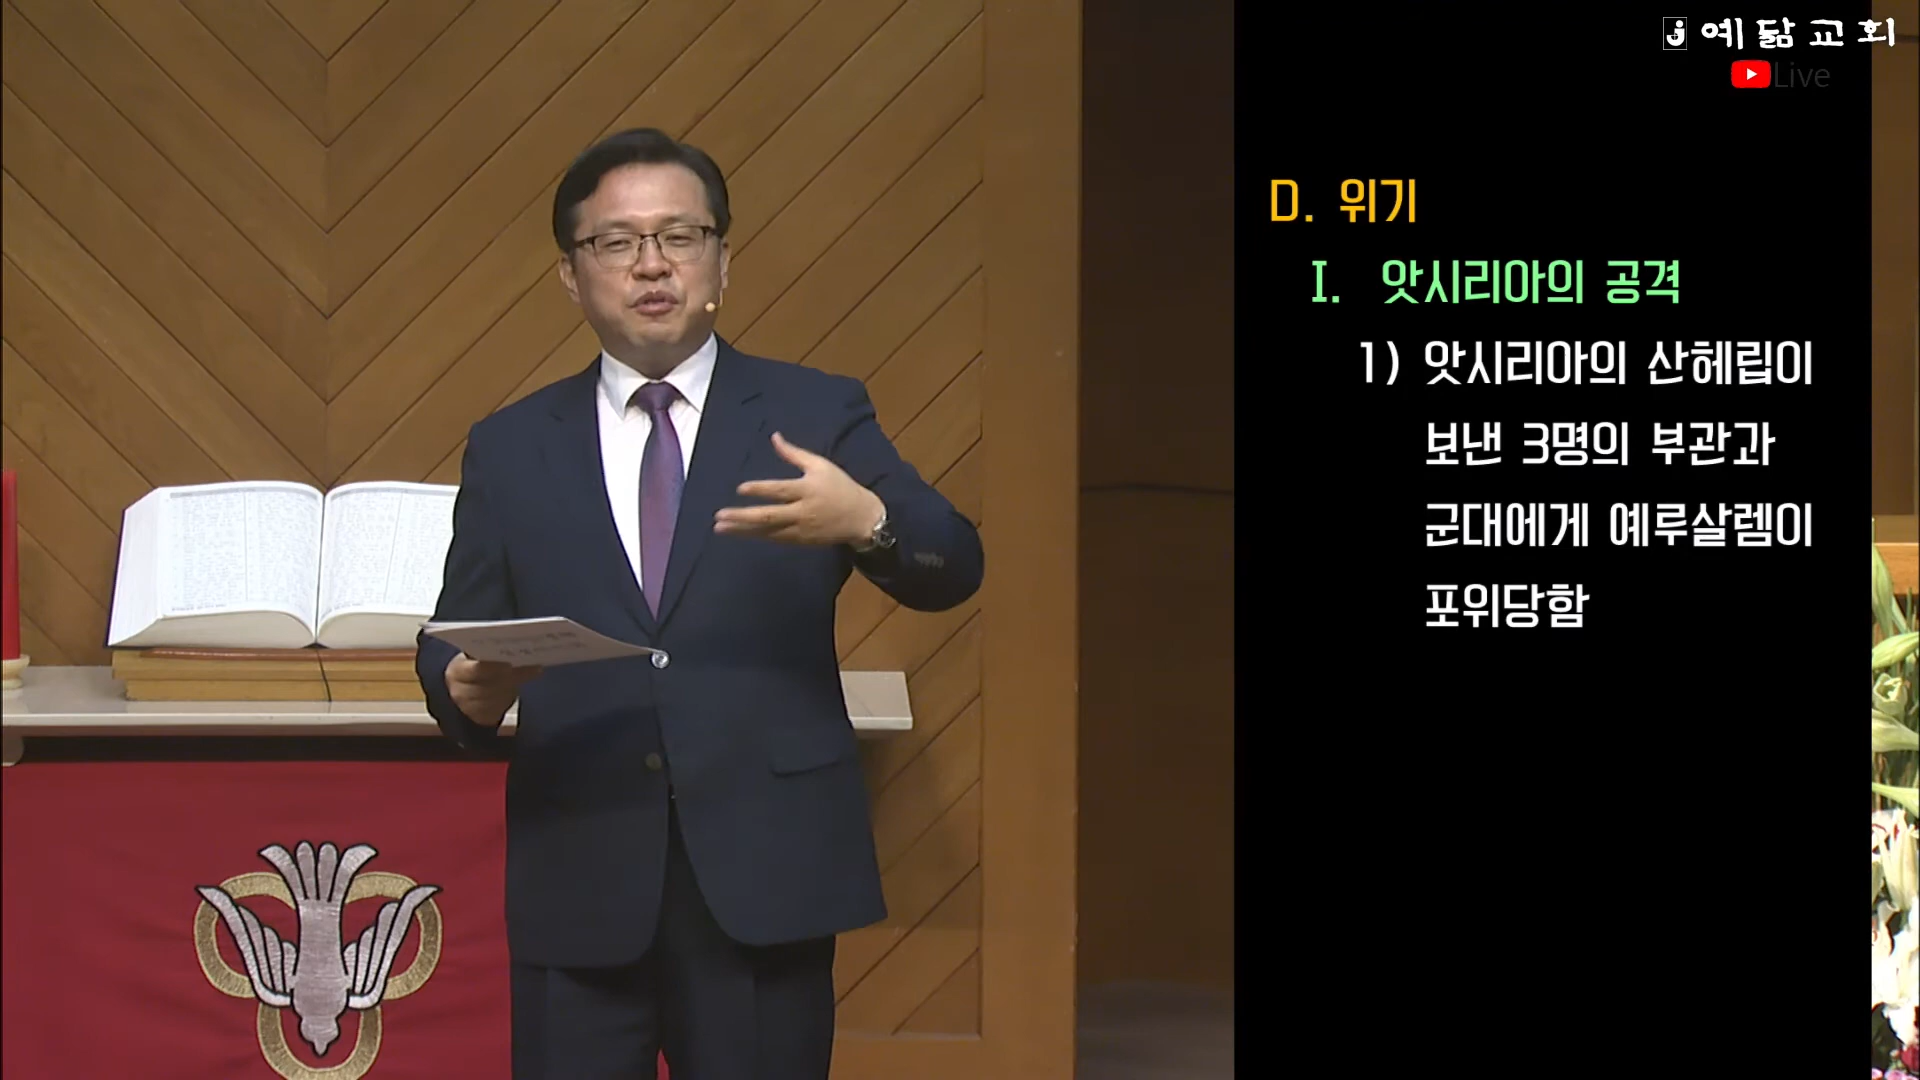 예닮교회
Live
D. 위기
I. 앗시리아의 공격
1) 앗시리아의 산헤립이
보낸 3명의 부관과
군대에게 예루살렘이
포위당함